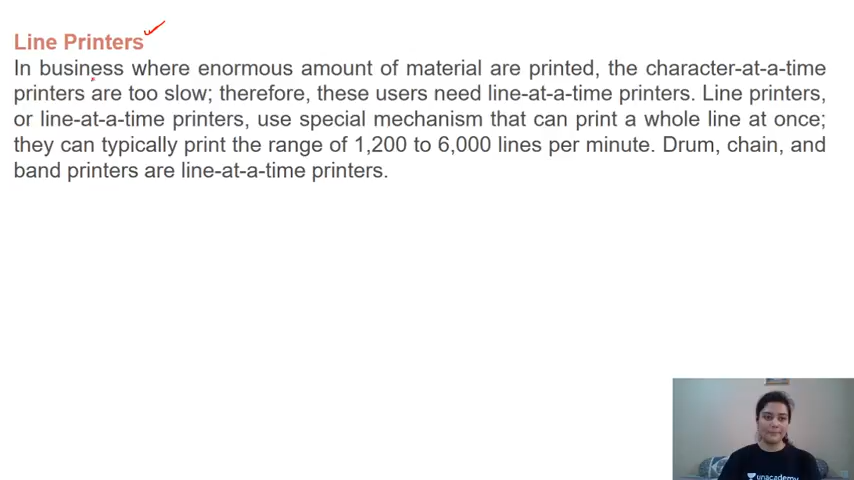 Line Printers
In business where enormous amount of material are printed, the character-at-a-time
printers are too slow; therefore, these users need line-at-a-time printers. Line printers,
or line-at-a-time printers, use special mechanism that can print a whole line at once;
they can typically print the range of 1,200 to 6,000 lines per minute. Drum, chain, and
band printers are line-at-a-time printers.
unacademy